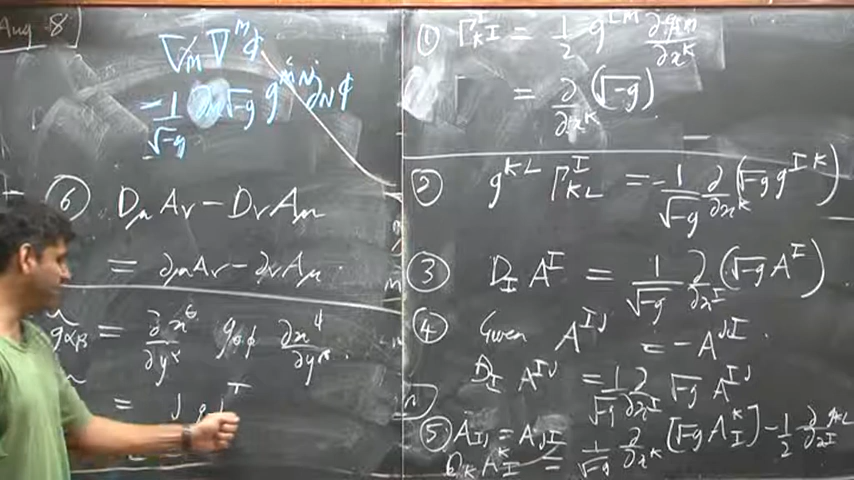 Aug 8
∇_M ∇^M φ
1/√-g ∂_M √-g g^{MN} ∂_N φ
⑥ D_μ A_ν − D_ν A_μ
= ∂_μ A_ν − ∂_ν A_μ.
g̃_{αβ} = ∂x^σ/∂y^α g_{σφ} ∂x^φ/∂y^β.
= J g J^T
① Γ^I_{KI} = 1/2 g^{LM} ∂g_{LM}/∂x^K
= ∂/∂x^K (√-g).
② g^{KL} Γ^I_{KL} = −1/√-g ∂/∂x^K (√-g g^{IK})
③ D_I A^I = 1/√-g ∂/∂x^I (√-g A^I).
④ Given A^{IJ} = −A^{JI}.
D_I A^{IJ} = 1/√-g ∂/∂x^I √-g A^{IJ}
⑤ A_{IJ} = A_{JI}
D_K A^K_I = 1/√-g ∂/∂x^K [√-g A^K_I] − 1/2 ∂g_{KL}/∂x^I